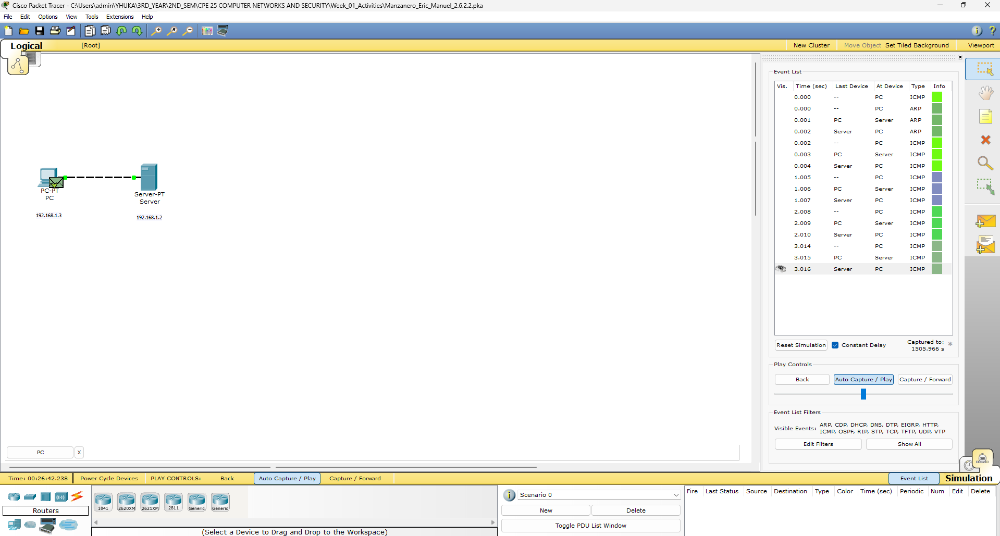 Cisco Packet Tracer - C:\Users\admin\YHUKA\3RD_YEAR\2ND_SEM\CPE 25 COMPUTER NETWORKS AND SECURITY\Week_01_Activities\Manzanero_Eric_Manuel_2.6.2.2.pka
File Edit Options View Tools Extensions Help
Logical [Root] New Cluster Move Object Set Tiled Background Viewport
PC-PT
PC
192.168.1.3
Server-PT
Server
192.168.1.2
Event List
Vis. Time (sec) Last Device At Device Type Info
0.000 -- PC ICMP
0.000 -- PC ARP
0.001 PC Server ARP
0.002 Server PC ARP
0.002 -- PC ICMP
0.003 PC Server ICMP
0.004 Server PC ICMP
1.005 -- PC ICMP
1.006 PC Server ICMP
1.007 Server PC ICMP
2.008 -- PC ICMP
2.009 PC Server ICMP
2.010 Server PC ICMP
3.014 -- PC ICMP
3.015 PC Server ICMP
3.016 Server PC ICMP
Reset Simulation Constant Delay Captured to: *
1505.966 s
Play Controls
Back Auto Capture / Play Capture / Forward
Event List Filters
Visible Events: ARP, CDP, DHCP, DNS, DTP, EIGRP, HTTP,
ICMP, OSPF, RIP, STP, TCP, TFTP, UDP, VTP
Edit Filters Show All
PC X
Time: 00:26:42.238 Power Cycle Devices PLAY CONTROLS: Back Auto Capture / Play Capture / Forward Event List Simulation
Routers
1841 2620XM 2621XM 2811 Generic Generic
(Select a Device to Drag and Drop to the Workspace)
Scenario 0
New Delete
Toggle PDU List Window
Fire Last Status Source Destination Type Color Time (sec) Periodic Num Edit Delete